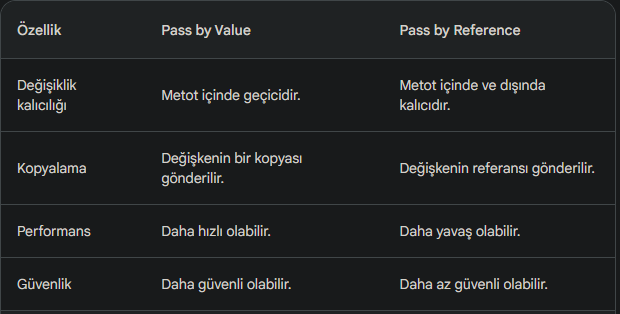 Özellik Pass by Value Pass by Reference
Değişiklik
kalıcılığı
Metot içinde geçicidir.
Metot içinde ve dışında
kalıcıdır.
Kopyalama
Değişkenin bir kopyası
gönderilir.
Değişkenin referansı gönderilir.
Performans Daha hızlı olabilir. Daha yavaş olabilir.
Güvenlik Daha güvenli olabilir. Daha az güvenli olabilir.